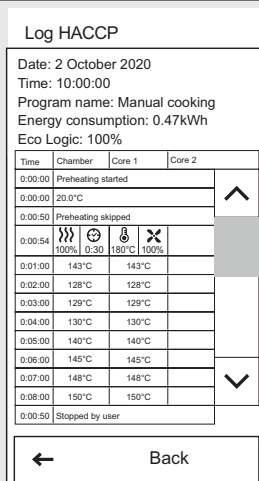 Log HACCP
Date: 2 October 2020
Time: 10:00:00
Program name: Manual cooking
Energy consumption: 0.47kWh
Eco Logic: 100%
Time Chamber Core 1 Core 2
0:00:00 Preheating started
0:00:00 20.0°C
0:00:50 Preheating skipped
0:00:54 100% 0:30 180°C 100%
0:01:00 143°C 143°C
0:02:00 128°C 128°C
0:03:00 129°C 129°C
0:04:00 130°C 130°C
0:05:00 140°C 140°C
0:06:00 145°C 145°C
0:07:00 148°C 148°C
0:08:00 150°C 150°C
0:00:50 Stopped by user
Back